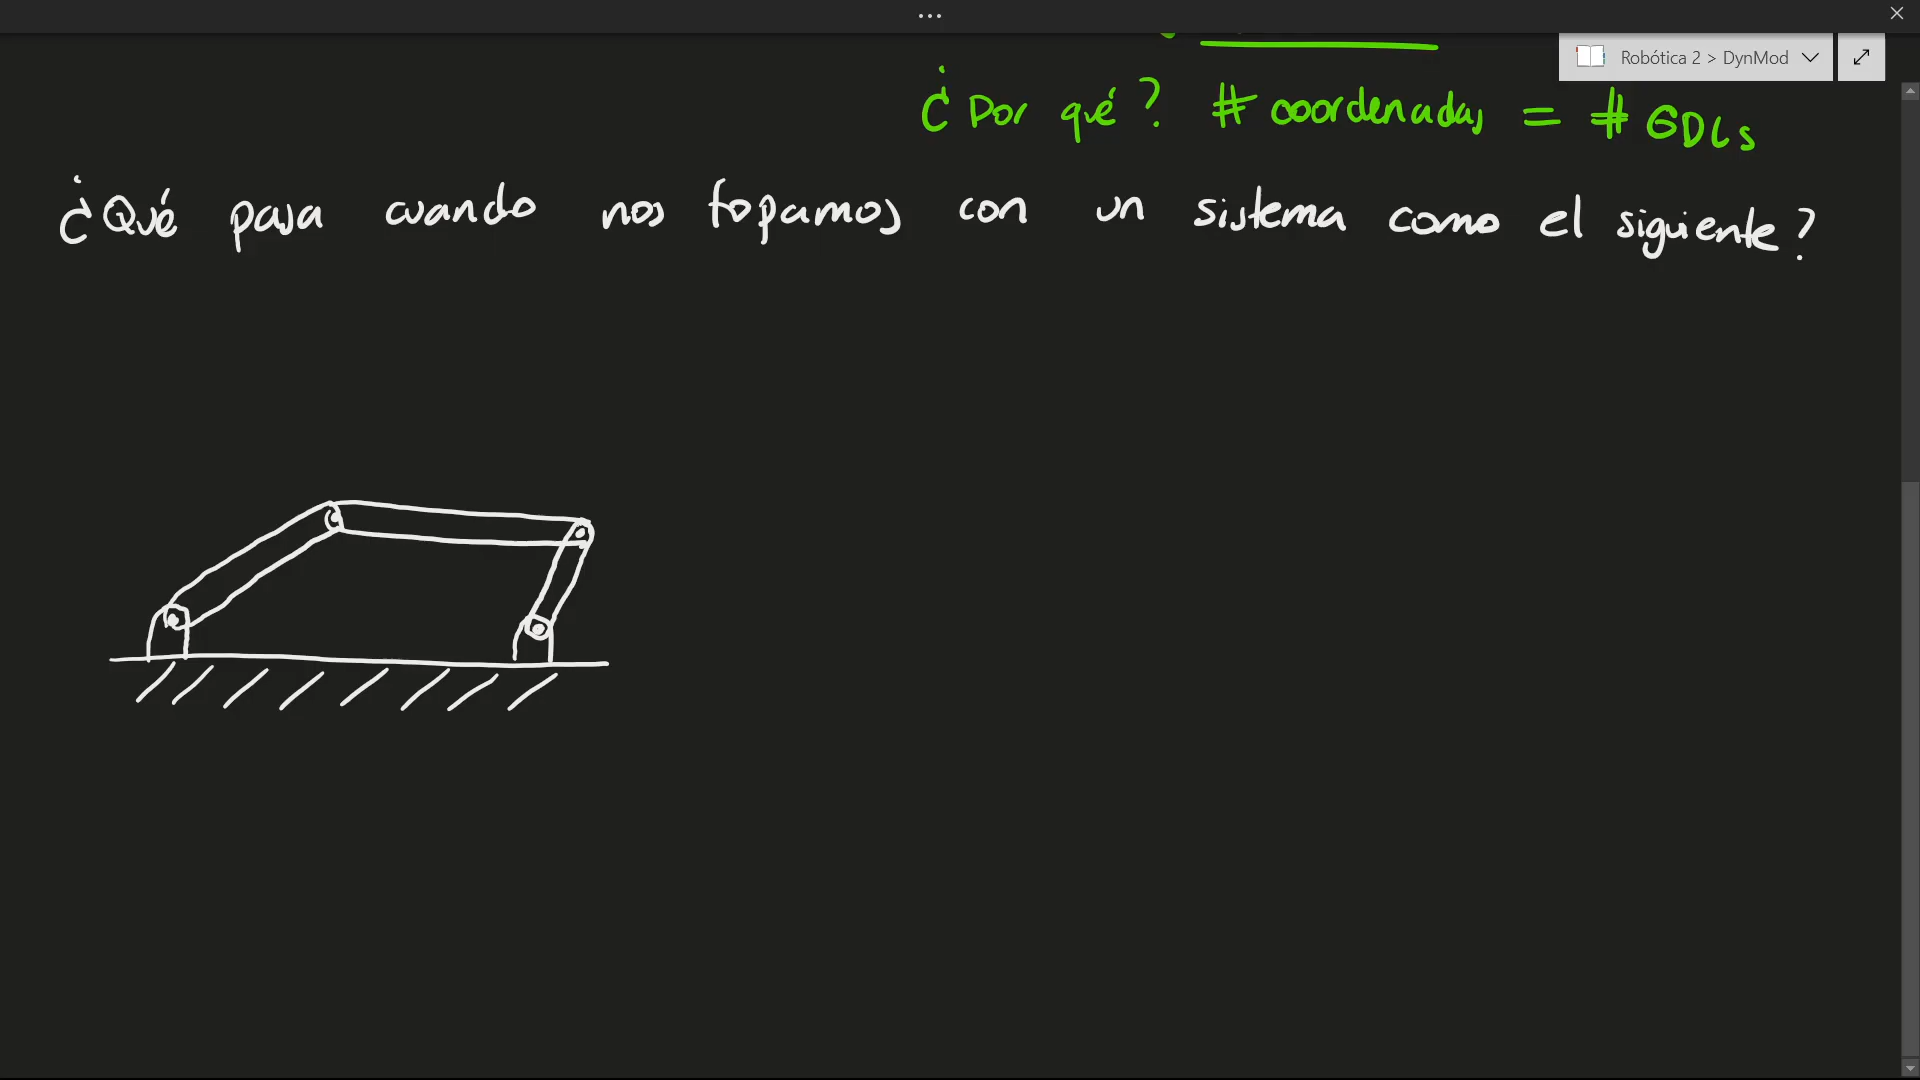 Robótica 2 > DynMod
¿Por qué? # coordenadas = # GDLs
¿Qué pasa cuando nos topamos con un sistema como el siguiente?